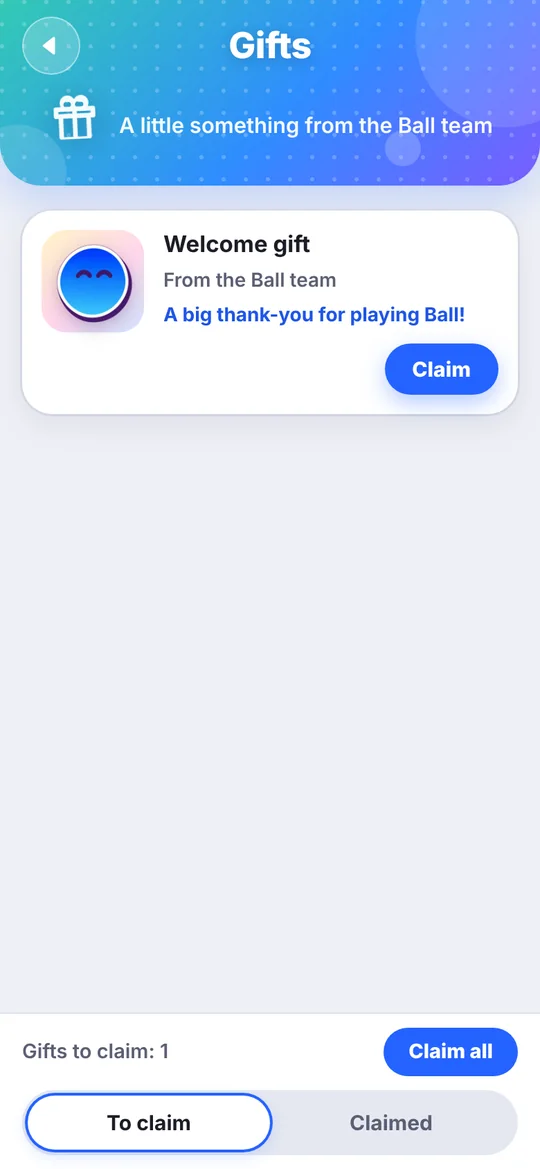 Gifts
A little something from the Ball team
Welcome gift
From the Ball team
A big thank-you for playing Ball!
Claim
Gifts to claim: 1
Claim all
To claim
Claimed